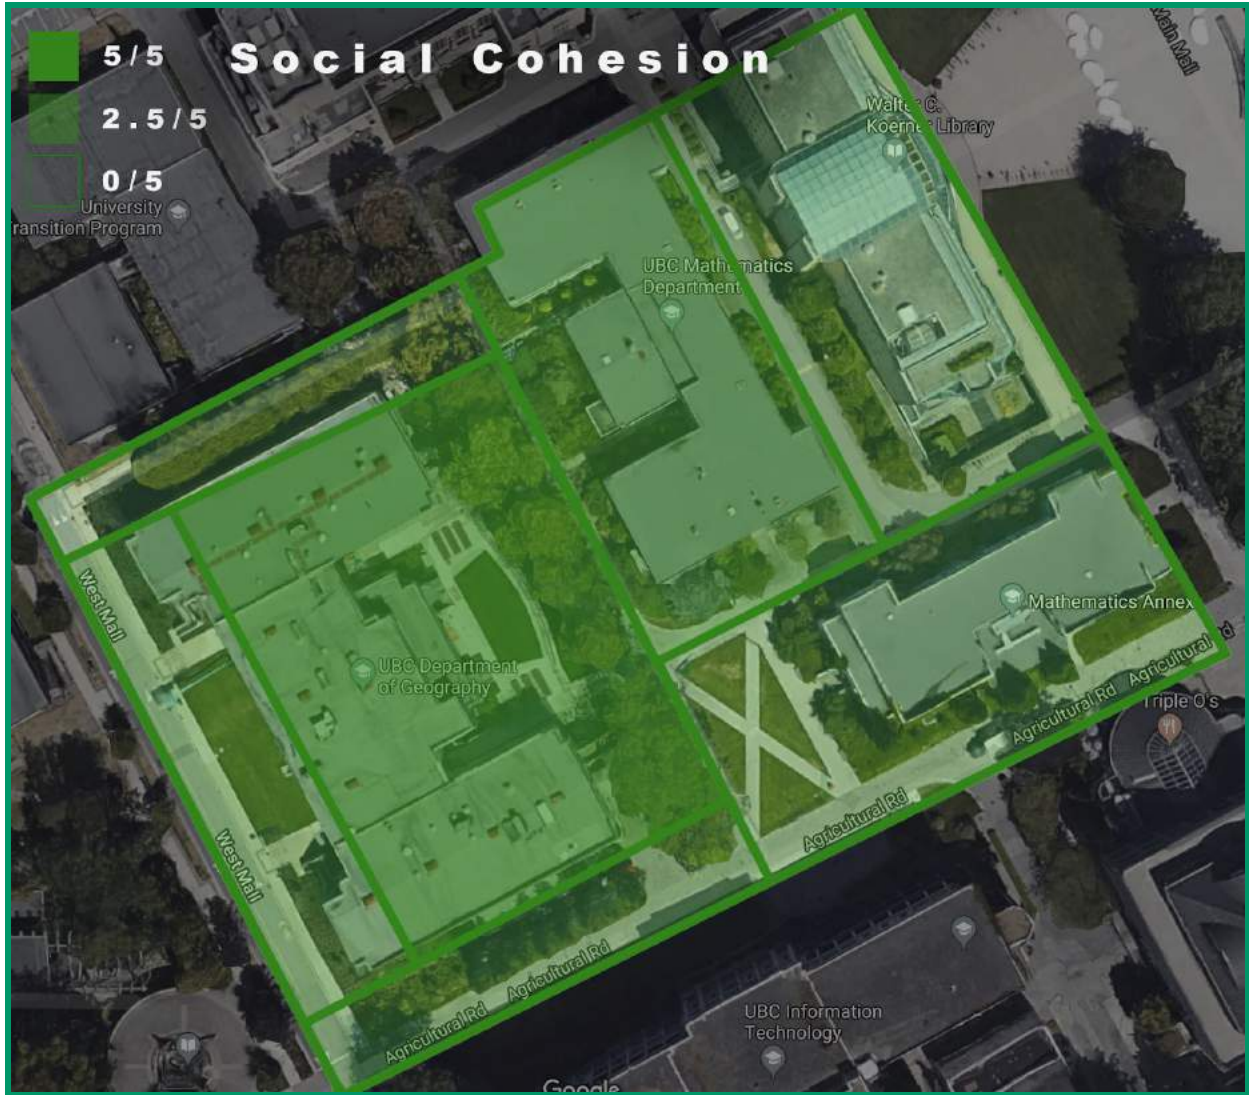 Social Cohesion
5/5
2.5/5
0/5
Main Mall
Walter C.
Koerner Library
University
ransition Program
UBC Mathematics
Department
West Mall
Mathematics Annex
UBC Department
of Geography
Agricultural
Rd
Agricultural Rd
Triple O's
Agricultural Rd
West Mall
Agricultural Rd
Agricultural Rd
UBC Information
Technology
Google